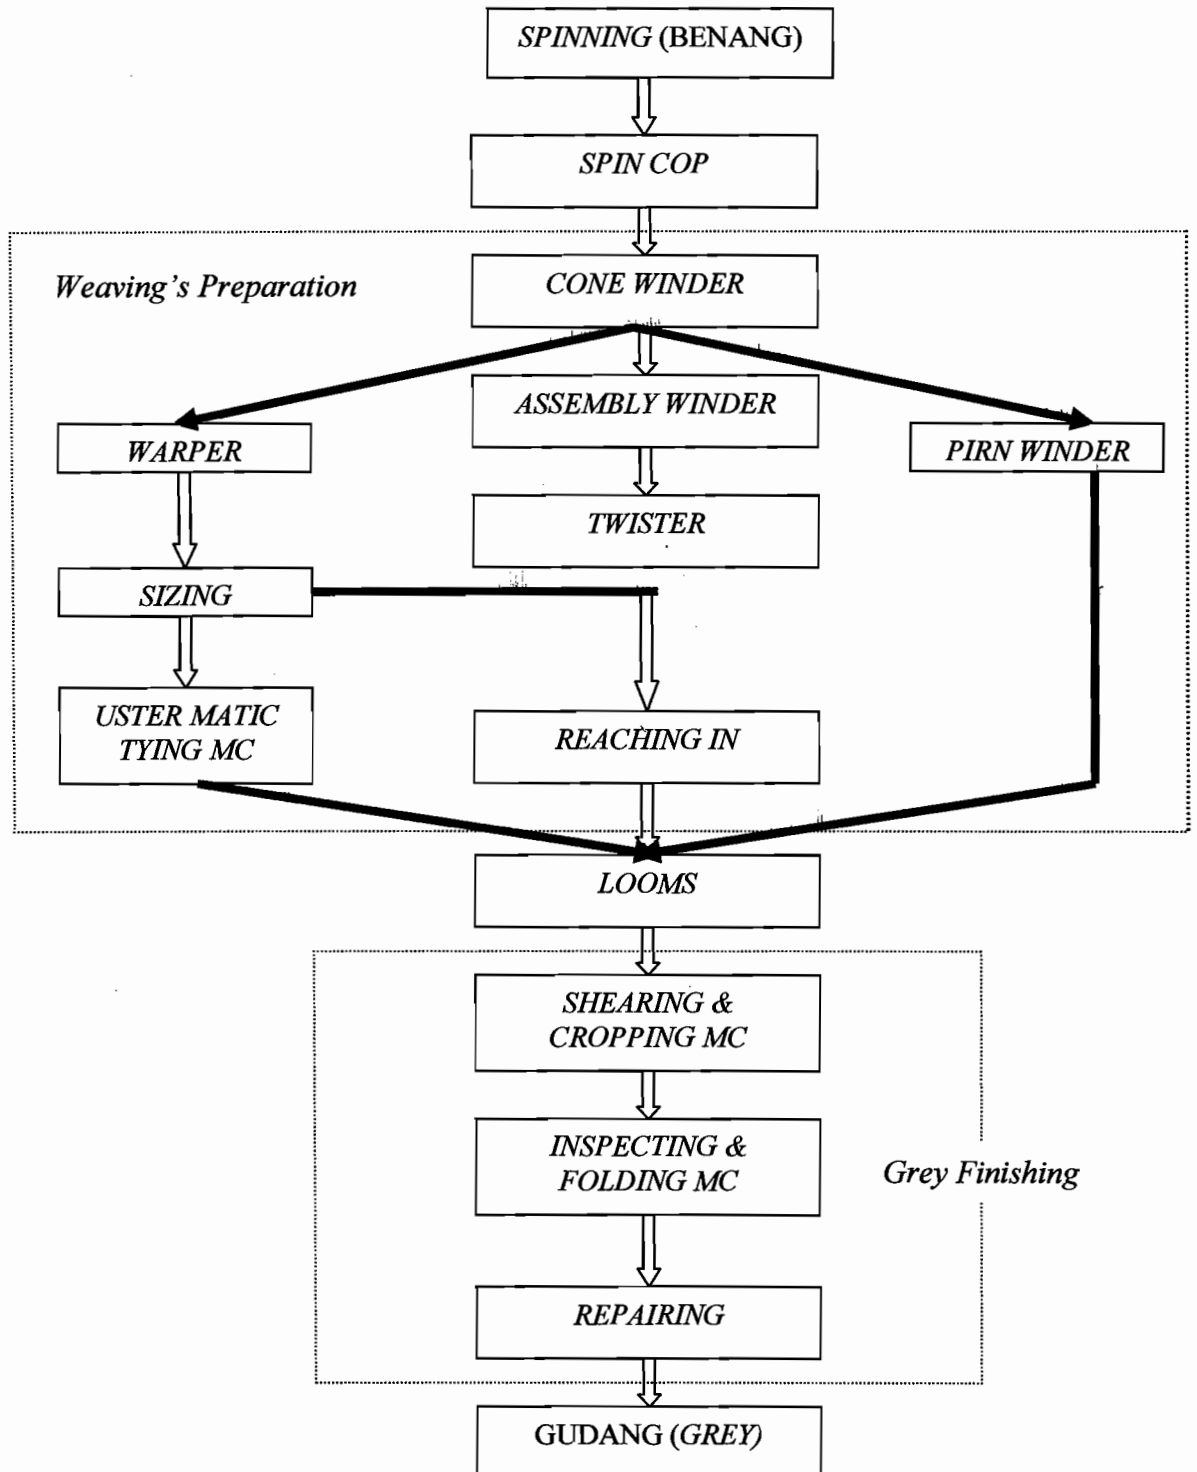 SPINNING (BENANG)
SPIN COP
Weaving's Preparation
CONE WINDER
ASSEMBLY WINDER
WARPER
PIRN WINDER
TWISTER
SIZING
USTER MATIC
TYING MC
REACHING IN
LOOMS
SHEARING &
CROPPING MC
INSPECTING &
FOLDING MC
Grey Finishing
REPAIRING
GUDANG (GREY)